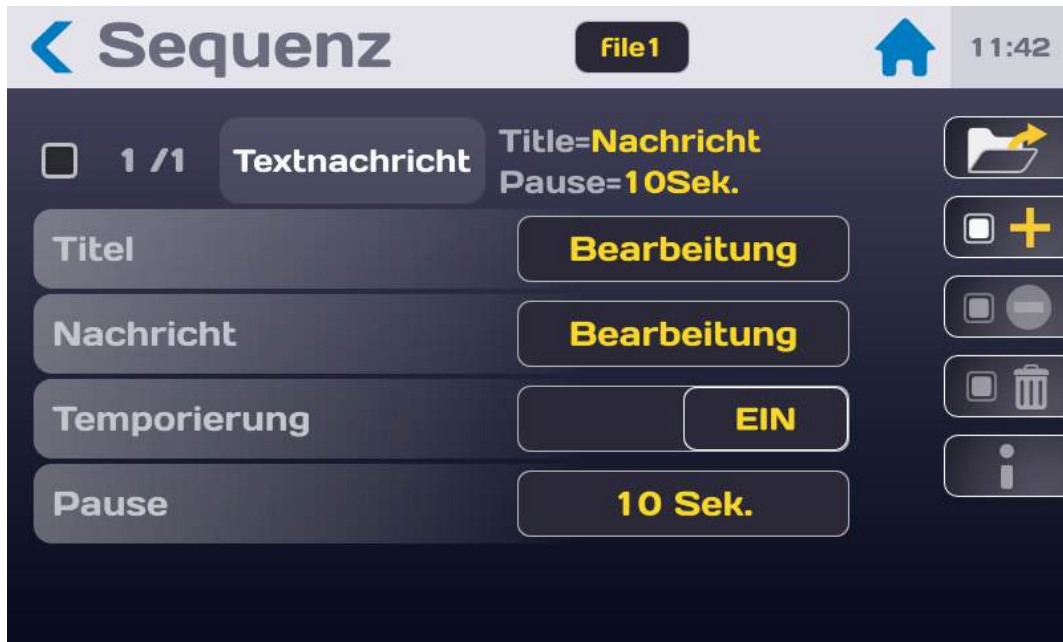 Sequenz file1 11:42
1 /1 Textnachricht Title=Nachricht
Pause=10Sek.
Titel Bearbeitung
Nachricht Bearbeitung
Temporierung EIN
Pause 10 Sek.